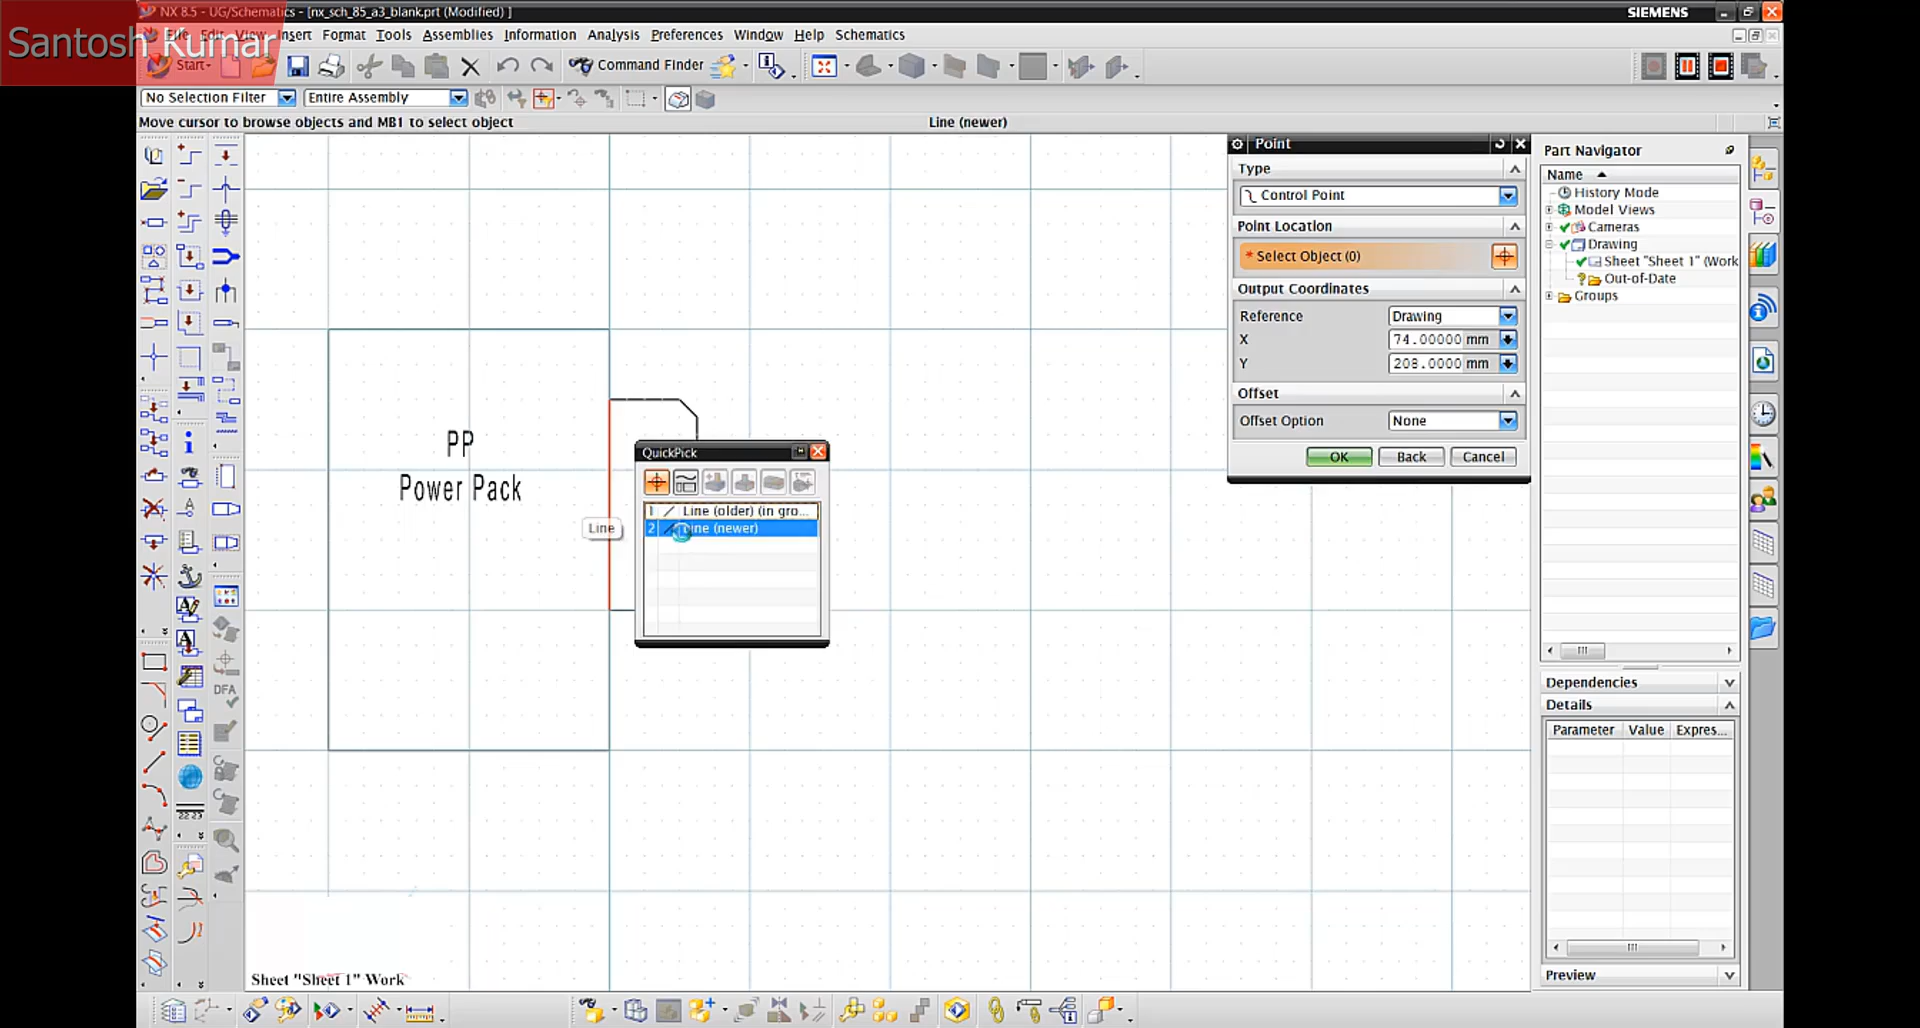 Santosh Kumar
NX 8.5 - UG/Schematics - [nx_sch_85_a3_blank.prt (Modified) ]
SIEMENS
File Edit View Insert Format Tools Assemblies Information Analysis Preferences Window Help Schematics
Start
Command Finder
No Selection Filter
Entire Assembly
Move cursor to browse objects and MB1 to select object
Line (newer)
Point
Type
Control Point
Point Location
* Select Object (0)
Output Coordinates
Reference
Drawing
X
74.00000 mm
Y
208.0000 mm
Offset
Offset Option
None
OK
Back
Cancel
Part Navigator
Name
History Mode
Model Views
Cameras
Drawing
Sheet "Sheet 1" (Work
Out-of-Date
Groups
Dependencies
Details
Parameter
Value
Expres...
Preview
PP
Power Pack
Line
QuickPick
1 Line (older) (in gro...
2 Line (newer)
DFA
Sheet "Sheet 1" Work